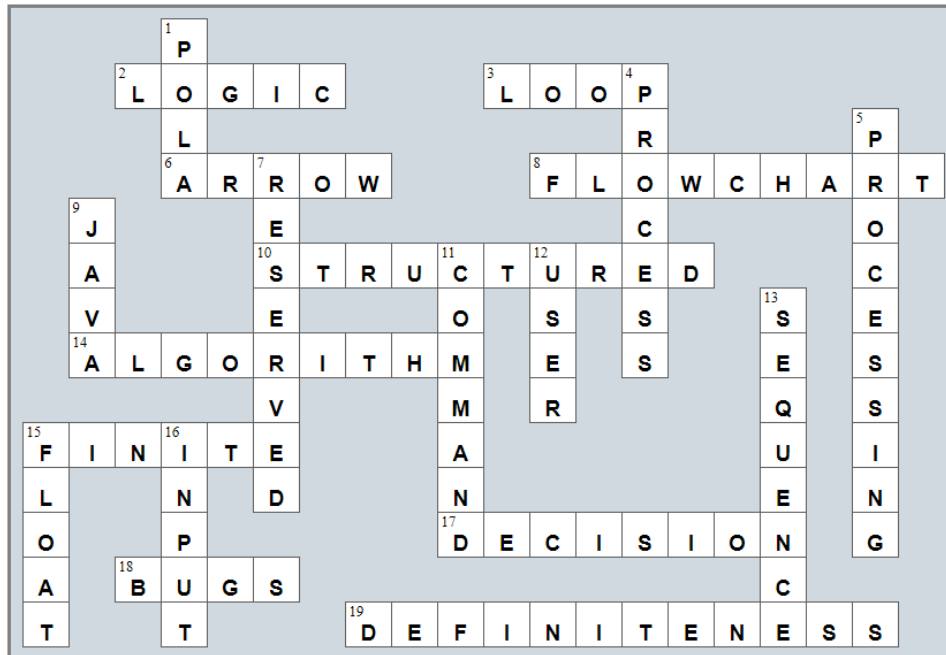 1 P
2 L O G I C 3 L O O 4 P
L R 5 P
6 A R 7 R O W 8 F L O W C H A R T
9 J E C O
A 10 S T R U 11 C T 12 U R E D C
V E O S S 13 S E
14 A L G O R I T H M E S E S
V M R Q S
15 F I N 16 I T E A U I
L N D N E N
O P 17 D E C I S I O N G
A 18 B U G S C
T T 19 D E F I N I T E N E S S